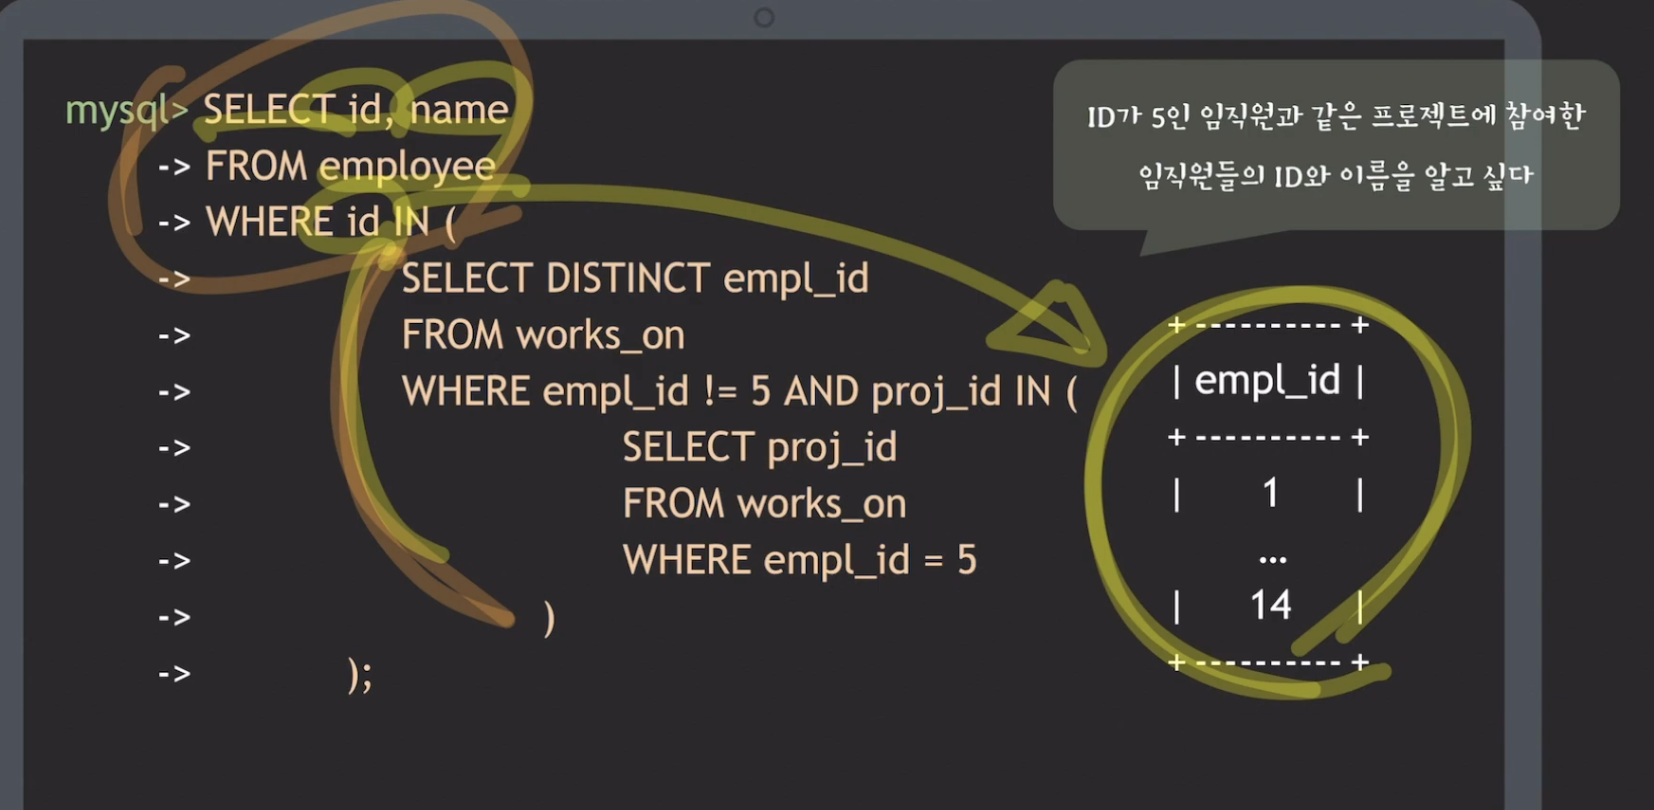 ID가 5인 임직원과 같은 프로젝트에 참여한
임직원들의 ID와 이름을 알고 싶다
mysql> SELECT id, name
-> FROM employee
-> WHERE id IN (
-> SELECT DISTINCT empl_id
-> FROM works_on
-> WHERE empl_id != 5 AND proj_id IN (
-> SELECT proj_id
-> FROM works_on
-> WHERE empl_id = 5
-> )
-> );
+ ---------- +
| empl_id |
+ ---------- +
| 1 |
...
| 14 |
+ ---------- +